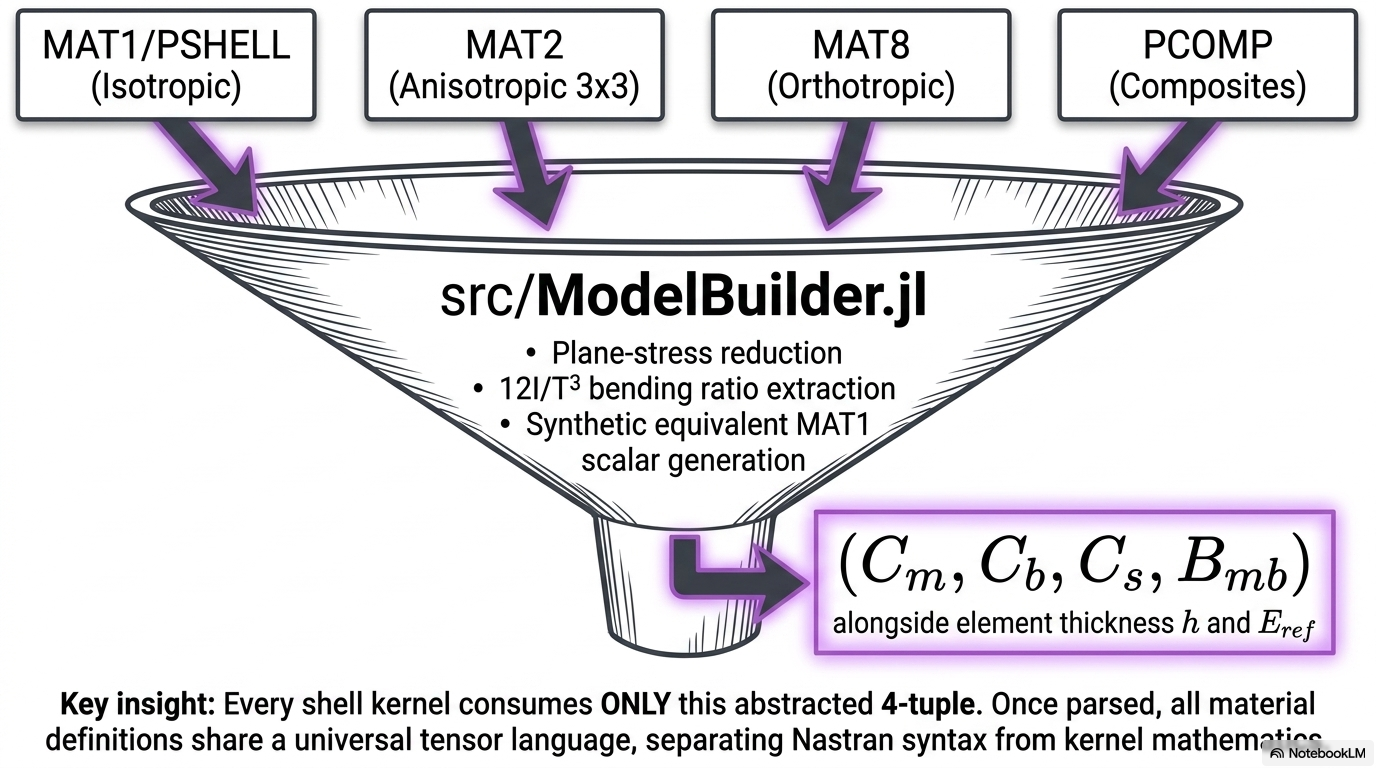 MAT1/PSHELL
(Isotropic)
MAT2
(Anisotropic 3x3)
MAT8
(Orthotropic)
PCOMP
(Composites)
src/ModelBuilder.jl
• Plane-stress reduction
• 12I/T³ bending ratio extraction
• Synthetic equivalent MAT1
scalar generation
(C_m, C_b, C_s, B_mb)
alongside element thickness h and E_ref
Key insight: Every shell kernel consumes ONLY this abstracted 4-tuple. Once parsed, all material
definitions share a universal tensor language, separating Nastran syntax from kernel mathematics.
NotebookLM